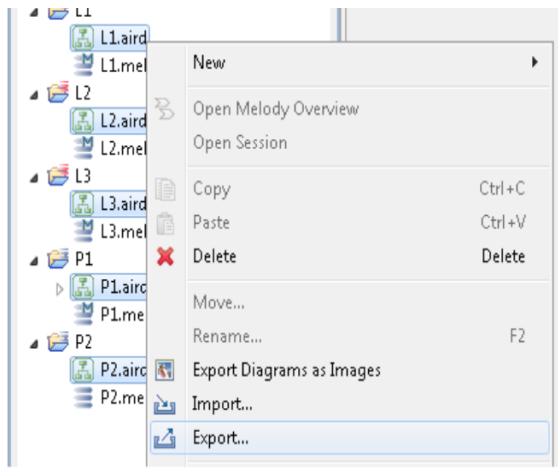 L1
L1.aird
L1.mel
New
L2
Open Melody Overview
L2.aird
Open Session
L2.mel
L3
Copy Ctrl+C
L3.aird
Paste Ctrl+V
L3.mel
Delete Delete
P1
P1.aird
Move...
P1.me
Rename... F2
P2
P2.aird
Export Diagrams as Images
P2.me
Import...
Export...